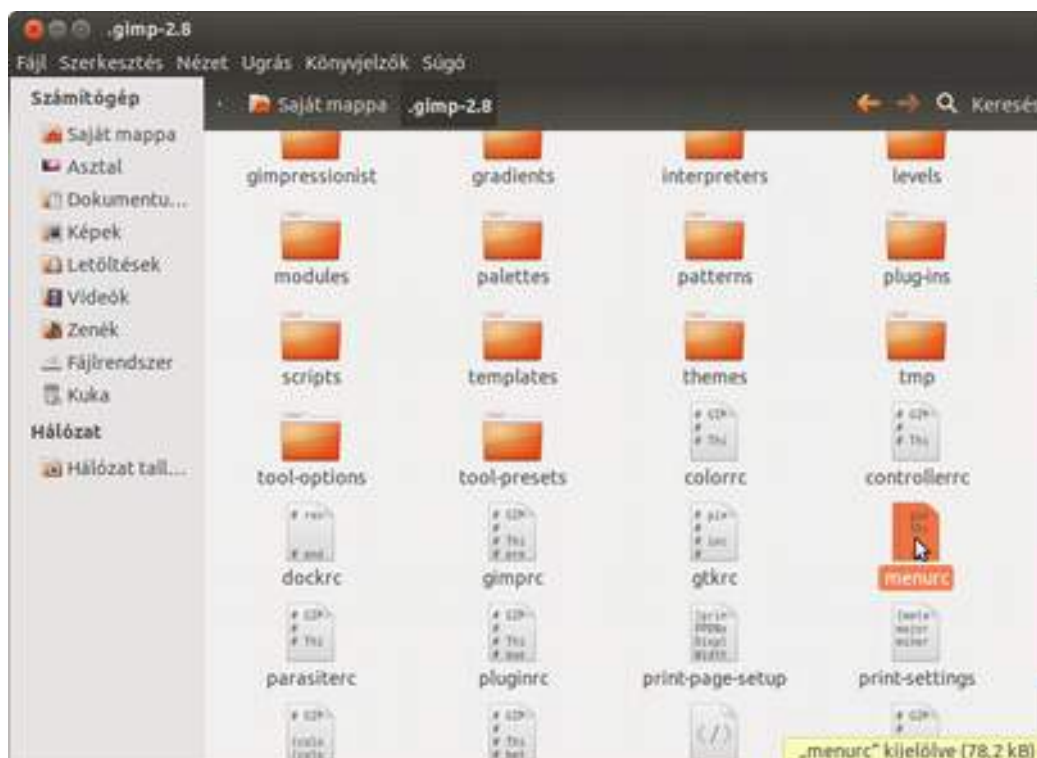 .gimp-2.8
Fájl Szerkesztés Nézet Ugrás Könyvjelzők Súgó
Számítógép
Saját mappa
Asztal
Dokumentu...
Képek
Letöltések
Videók
Zenék
Fájlrendszer
Kuka
Hálózat
Hálózat tall...
Saját mappa .gimp-2.8 Keresés
gimpressionist gradients interpreters levels
modules palettes patterns plug-ins
scripts templates themes tmp
tool-options tool-presets colorrc controllerrc
dockrc gimprc gtkrc menurc
parasiterc pluginrc print-page-setup print-settings
„menurc” kijelölve (78,2 kB)